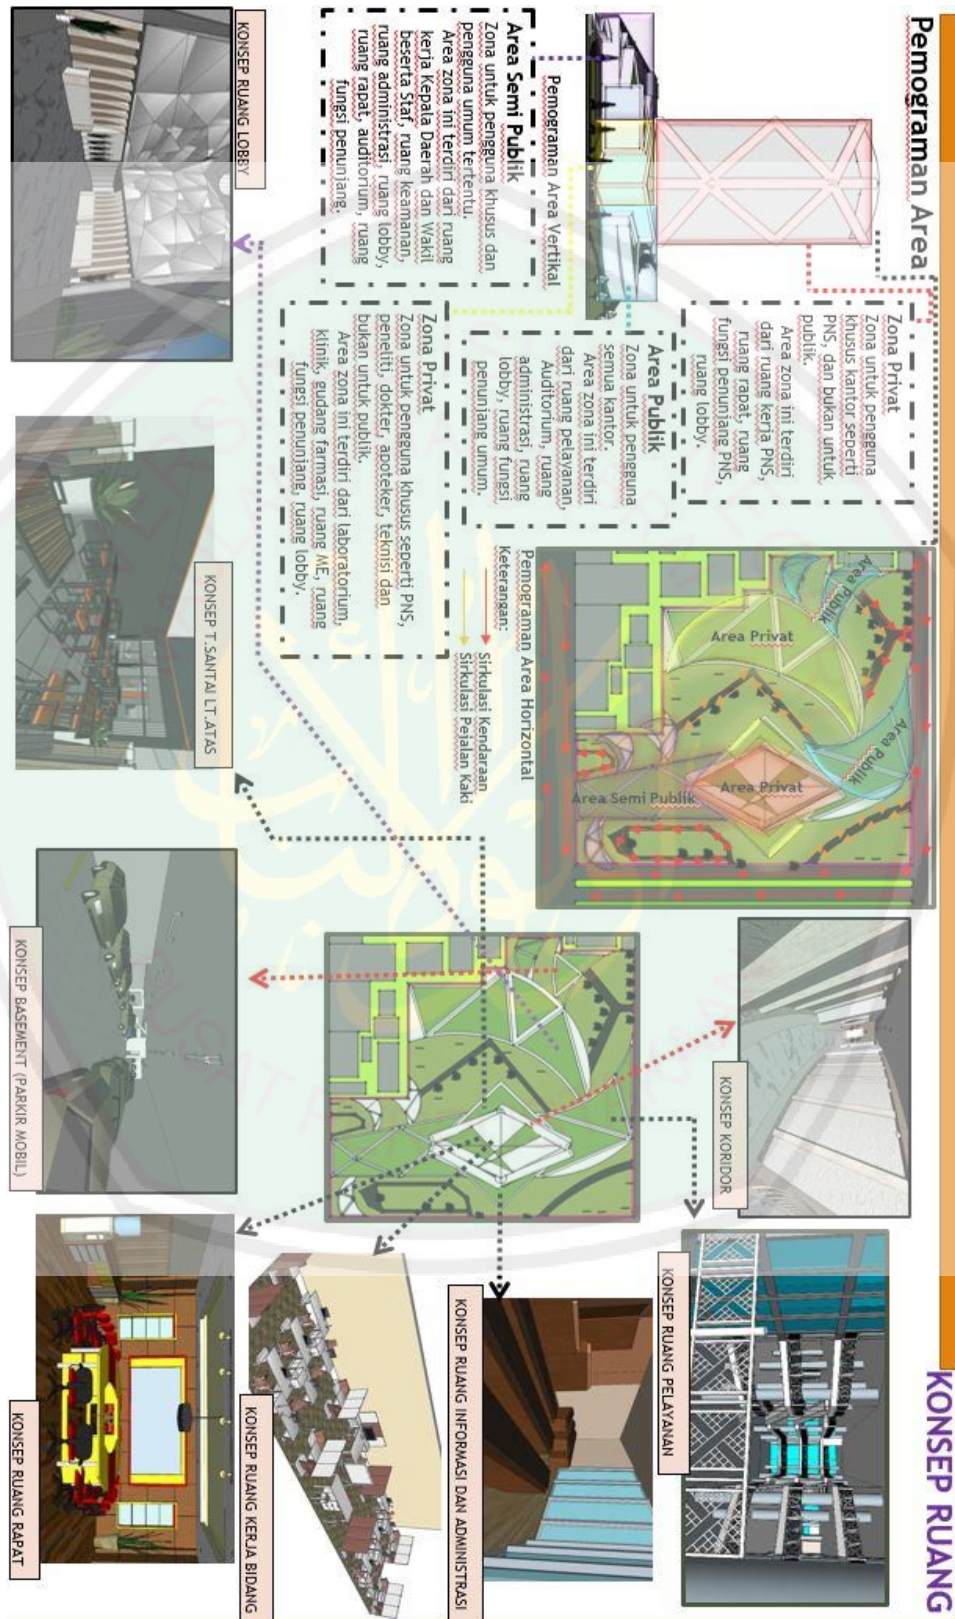 KONSEP RUANG
Pemograman Area
Zona Privat
Zona untuk pengguna
khusus kantor seperti
PNS, dan bukan untuk
publik.
Area zona ini terdiri
dari ruang kerja PNS,
ruang rapat, ruang
fungsi penunjang PNS,
ruang lobby.
Area Publik
Zona untuk pengguna
semua kantor.
Area zona ini terdiri
dari ruang pelayanan,
Auditorium, ruang
administrasi, ruang
lobby, ruang fungsi
penunjang umum.
Pemograman Area Vertikal
Area Semi Publik
Zona untuk pengguna khusus dan
pengguna umum tertentu.
Area zona ini terdiri dari ruang
kerja Kepala Daerah dan Wakil
beserta Staf, ruang keamanan,
ruang administrasi, ruang lobby,
ruang rapat, auditorium, ruang
fungsi penunjang.
Zona Privat
Zona untuk pengguna khusus seperti PNS,
peneliti, dokter, apoteker, teknisi dan
bukan untuk publik.
Area zona ini terdiri dari laboratorium,
klinik, gudang farmasi, ruang ME, ruang
fungsi penunjang, ruang lobby.
Area Publik
Area Privat
Area Publik
Area Privat
Area Semi Publik
Pemograman Area Horizontal
Keterangan:
Sirkulasi Kendaraan
Sirkulasi Pejalan Kaki
KONSEP KORIDOR
KONSEP RUANG PELAYANAN
KONSEP RUANG INFORMASI DAN ADMINISTRASI
KONSEP RUANG KERJA BIDANG
KONSEP RUANG RAPAT
KONSEP RUANG LOBBY
KONSEP T.SANTAI LT.ATAS
KONSEP BASEMENT (PARKIR MOBIL)